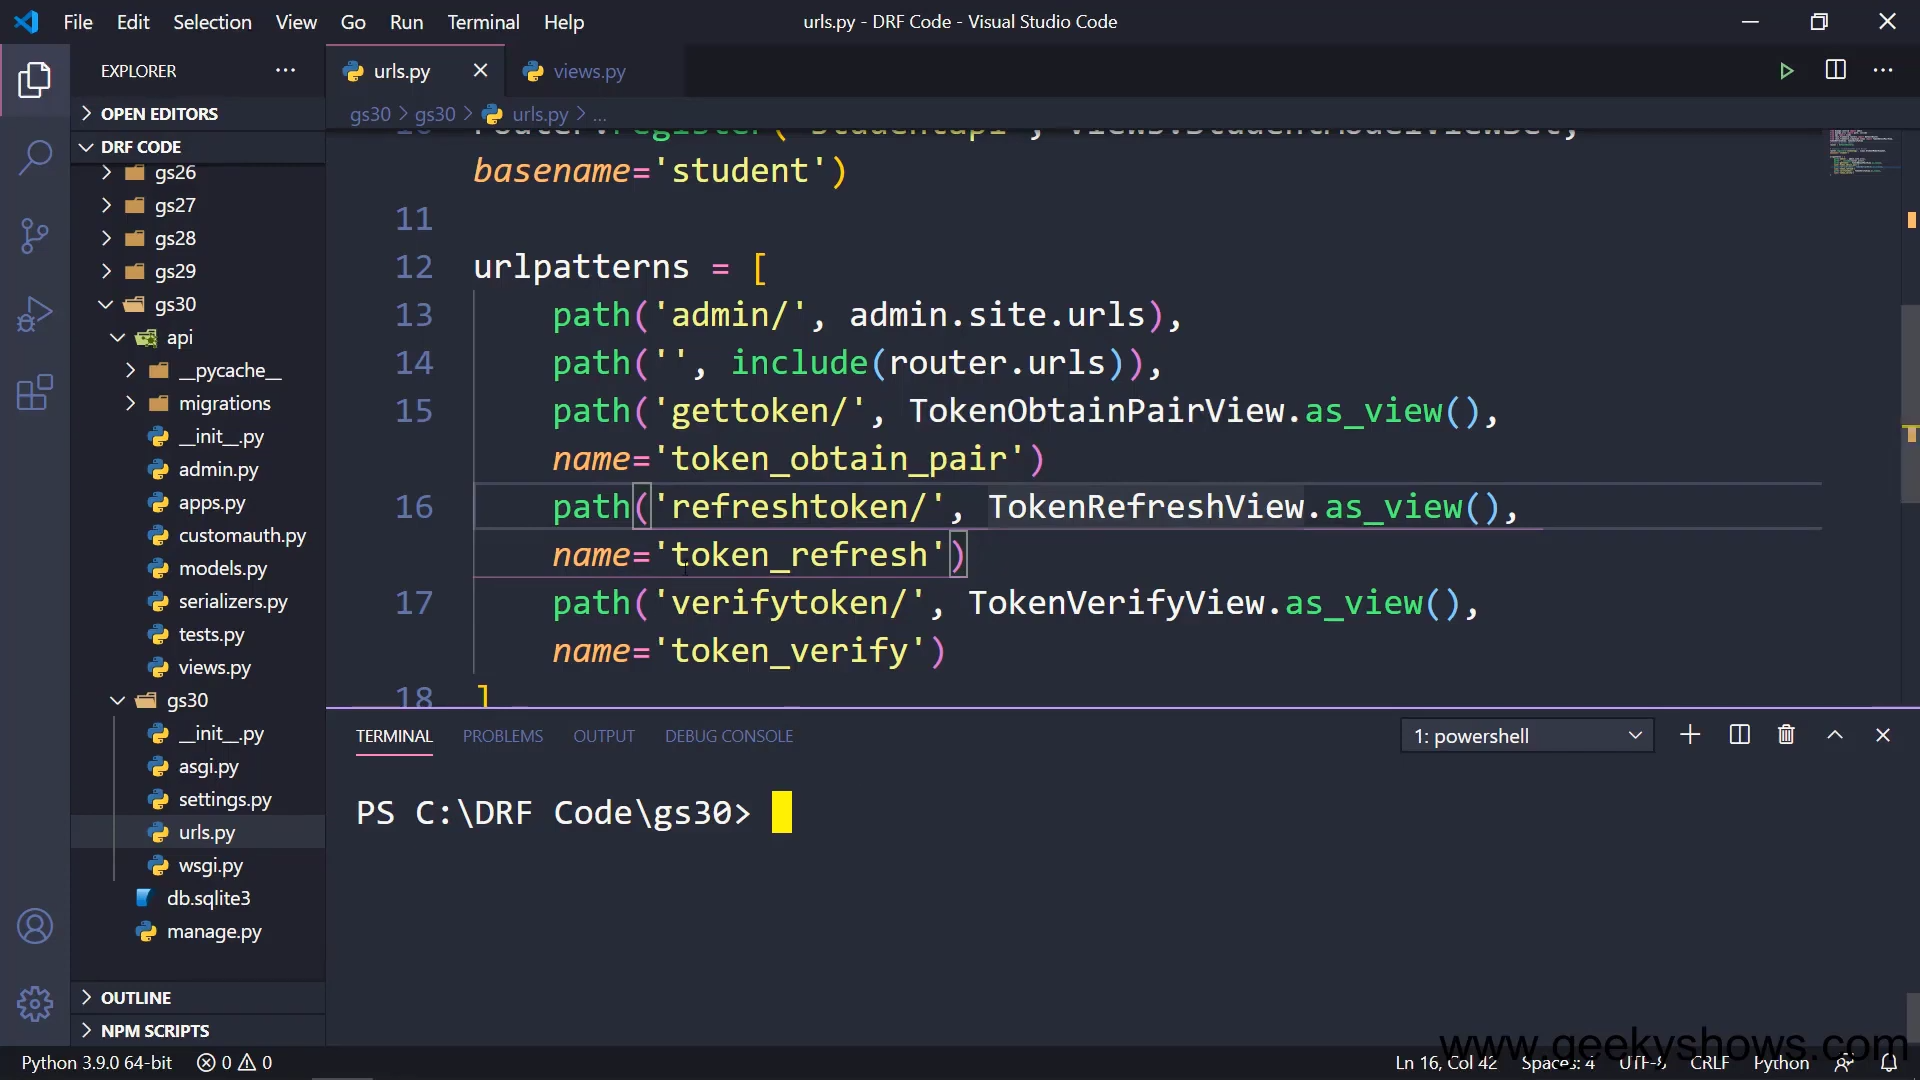 File Edit Selection View Go Run Terminal Help
urls.py - DRF Code - Visual Studio Code
EXPLORER
OPEN EDITORS
DRF CODE
gs26
gs27
gs28
gs29
gs30
api
__pycache__
migrations
__init__.py
admin.py
apps.py
customauth.py
models.py
serializers.py
tests.py
views.py
gs30
__init__.py
asgi.py
settings.py
urls.py
wsgi.py
db.sqlite3
manage.py
OUTLINE
NPM SCRIPTS
urls.py
views.py
gs30 > gs30 > urls.py > ...
10 router.register('studentapi', views.StudentModelViewSet,
basename='student')
11
12 urlpatterns = [
13 path('admin/', admin.site.urls),
14 path('', include(router.urls)),
15 path('gettoken/', TokenObtainPairView.as_view(),
name='token_obtain_pair')
16 path('refreshtoken/', TokenRefreshView.as_view(),
name='token_refresh')
17 path('verifytoken/', TokenVerifyView.as_view(),
name='token_verify')
18 ]
TERMINAL PROBLEMS OUTPUT DEBUG CONSOLE
1: powershell
PS C:\DRF Code\gs30>
www.geekyshows.com
Python 3.9.0 64-bit 0 0
Ln 16, Col 42 Spaces: 4 UTF-8 CRLF Python